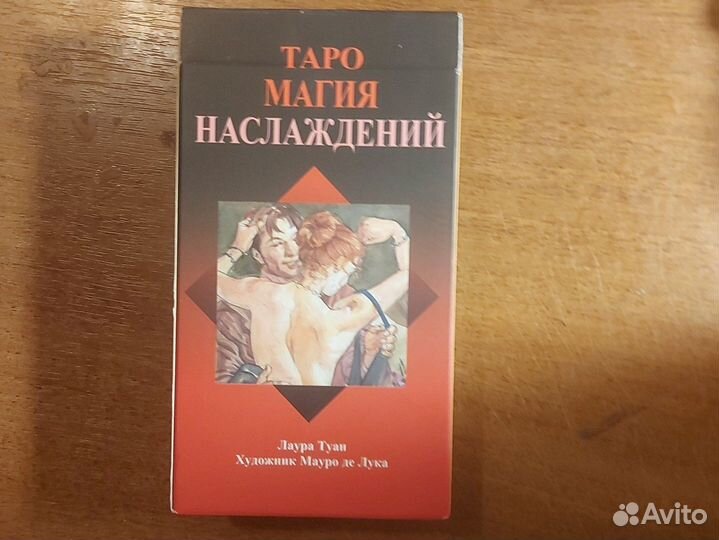 ТАРО
МАГИЯ
НАСЛАЖДЕНИЙ
Лаура Туан
Художник Мауро де Лука
Avito